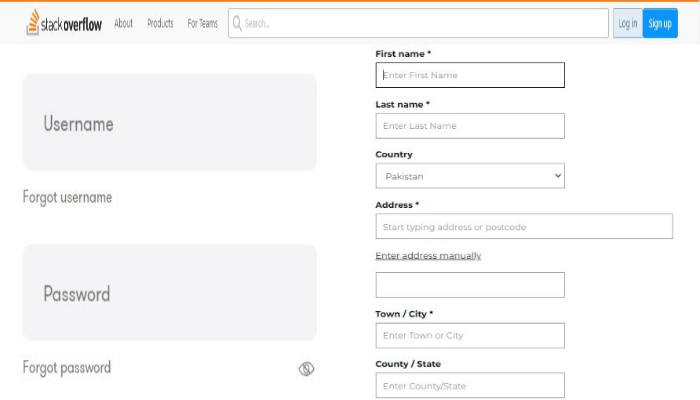 stackoverflow About Products For Teams Search... Log in Sign up
Username
Forgot username
Password
Forgot password
First name *
Enter First Name
Last name *
Enter Last Name
Country
Pakistan
Address *
Start typing address or postcode
Enter address manually
Town / City *
Enter Town or City
County / State
Enter County/State